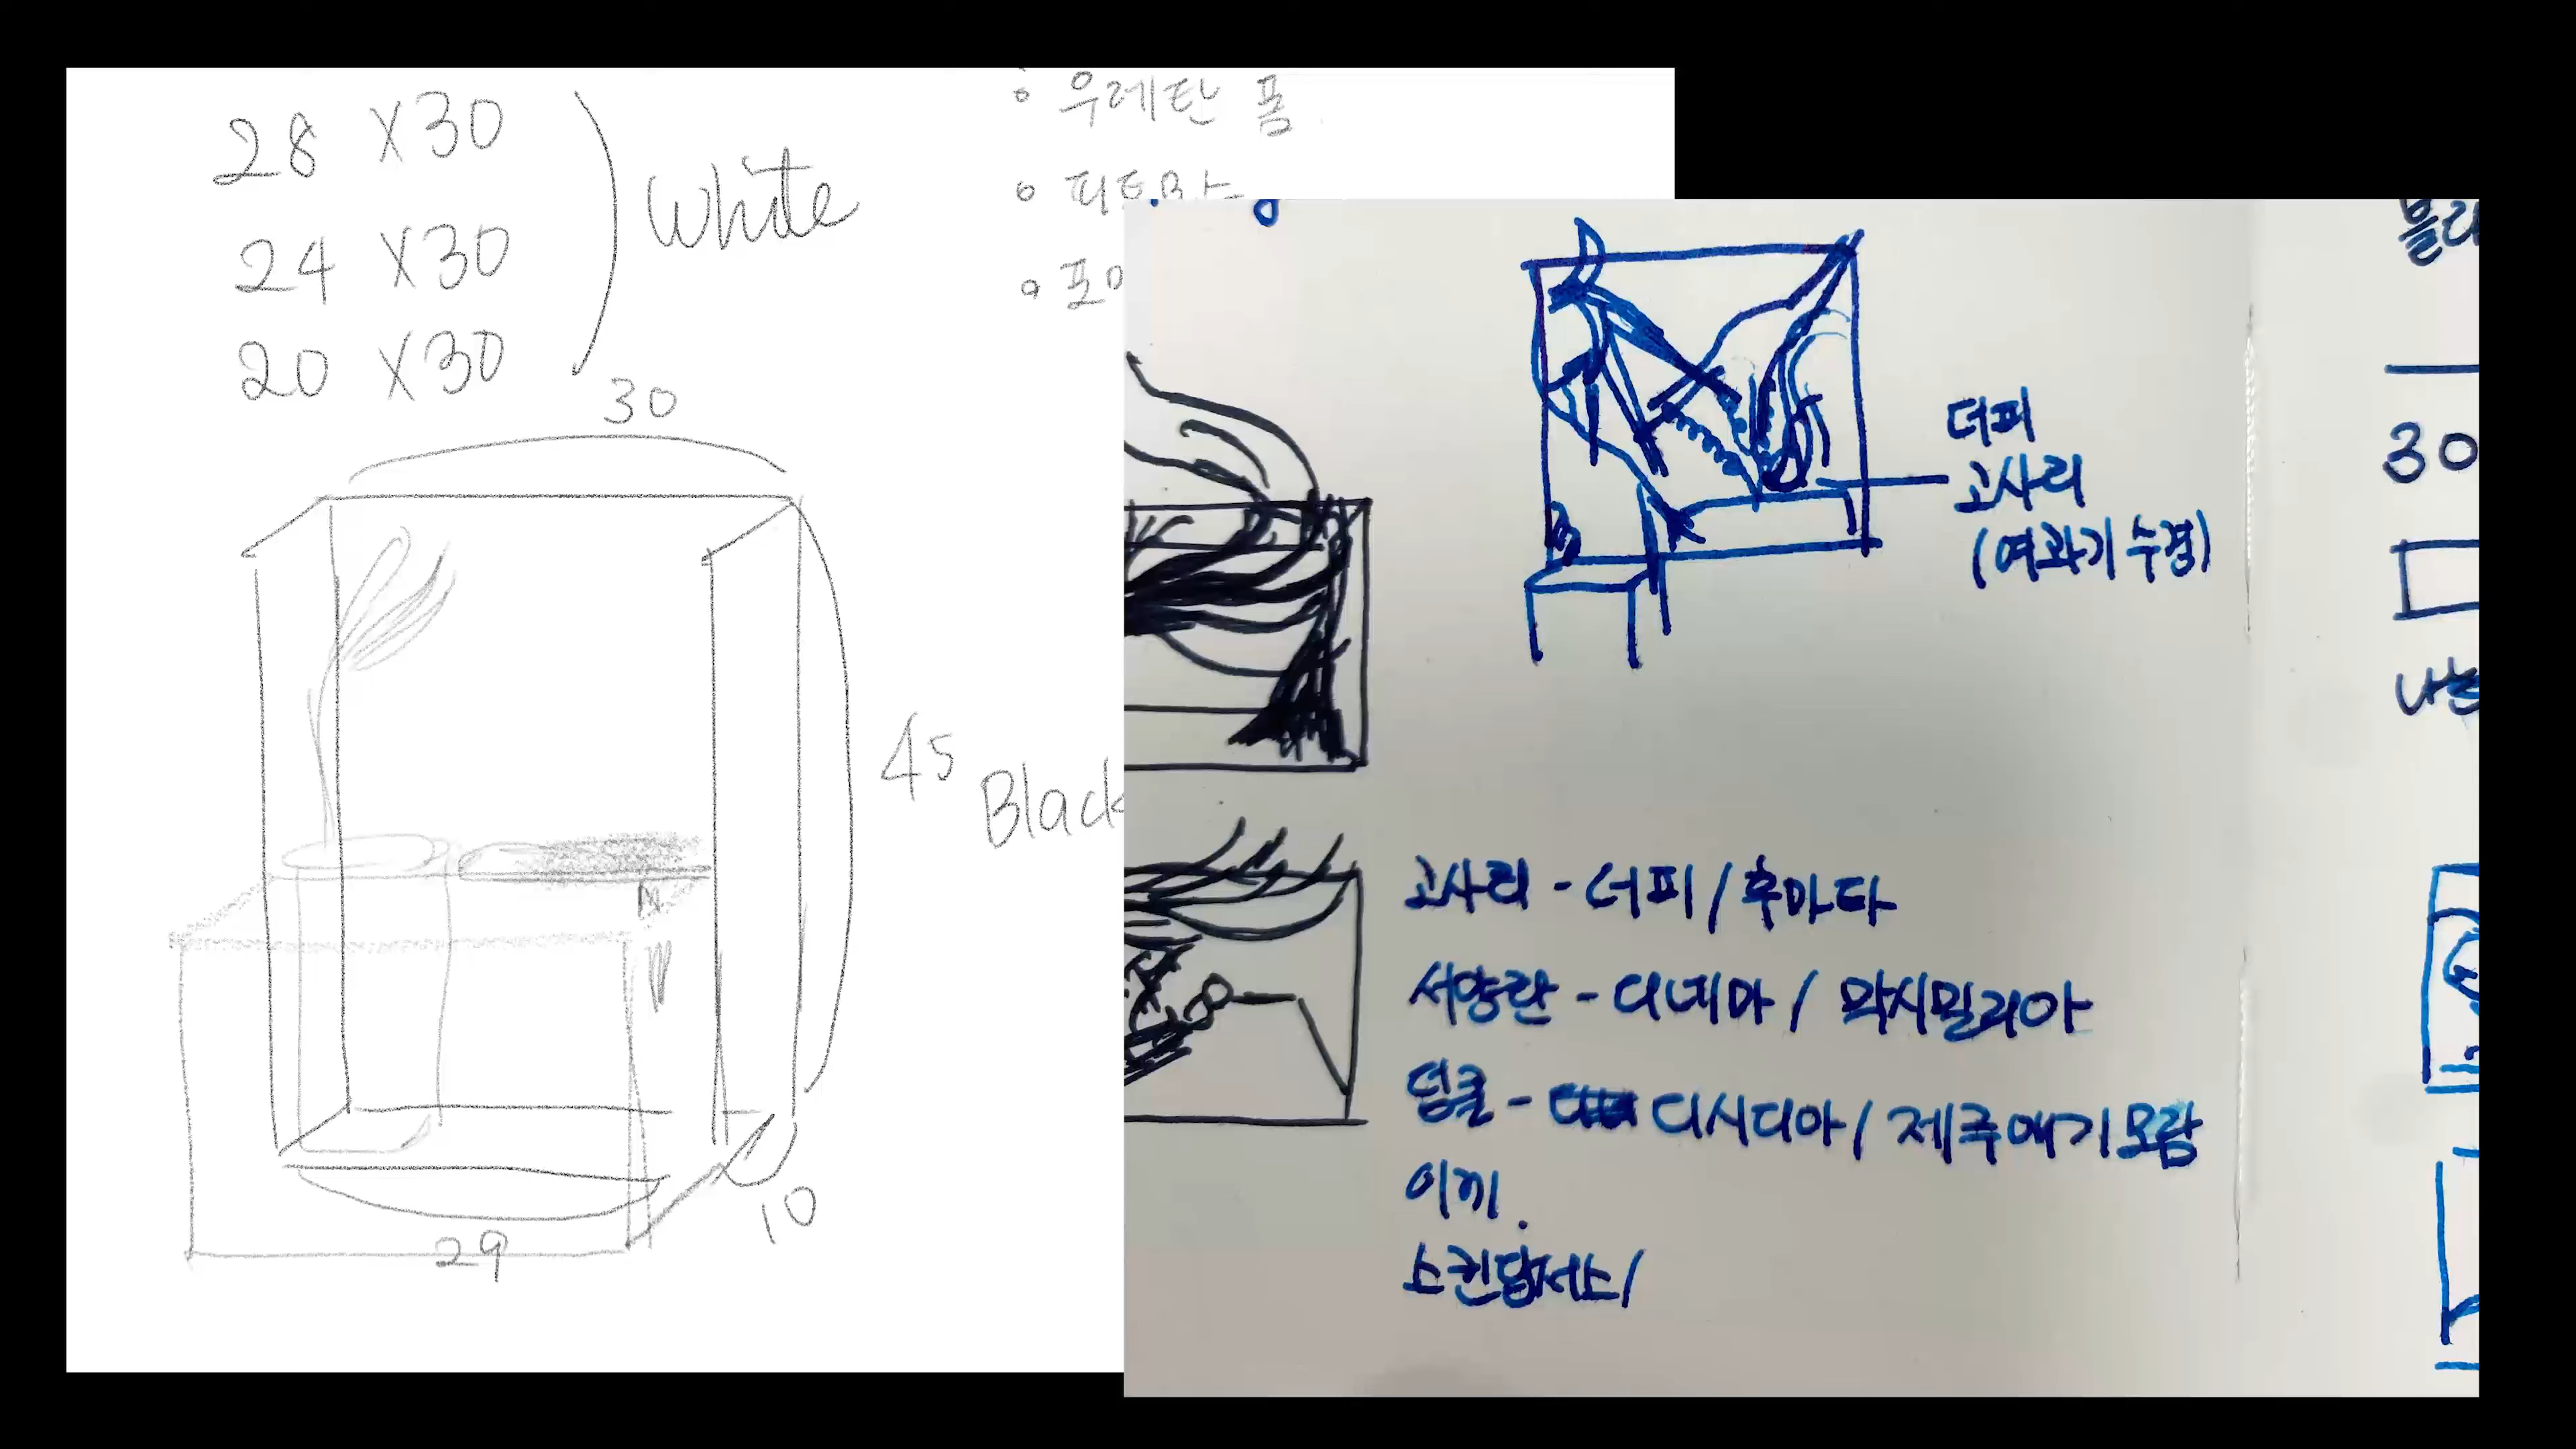 28 X30
24 X30
20 X30
White
우레탄 폼
30
45
Black
29
10
더피
고사리
(여과기 수경)
고사리 - 더피 / 후마타
서양란 - 디네마 / 막시밀리아
덩쿨 - 디시디아 / 제주애기모람
이끼
스킨답서스 /
30